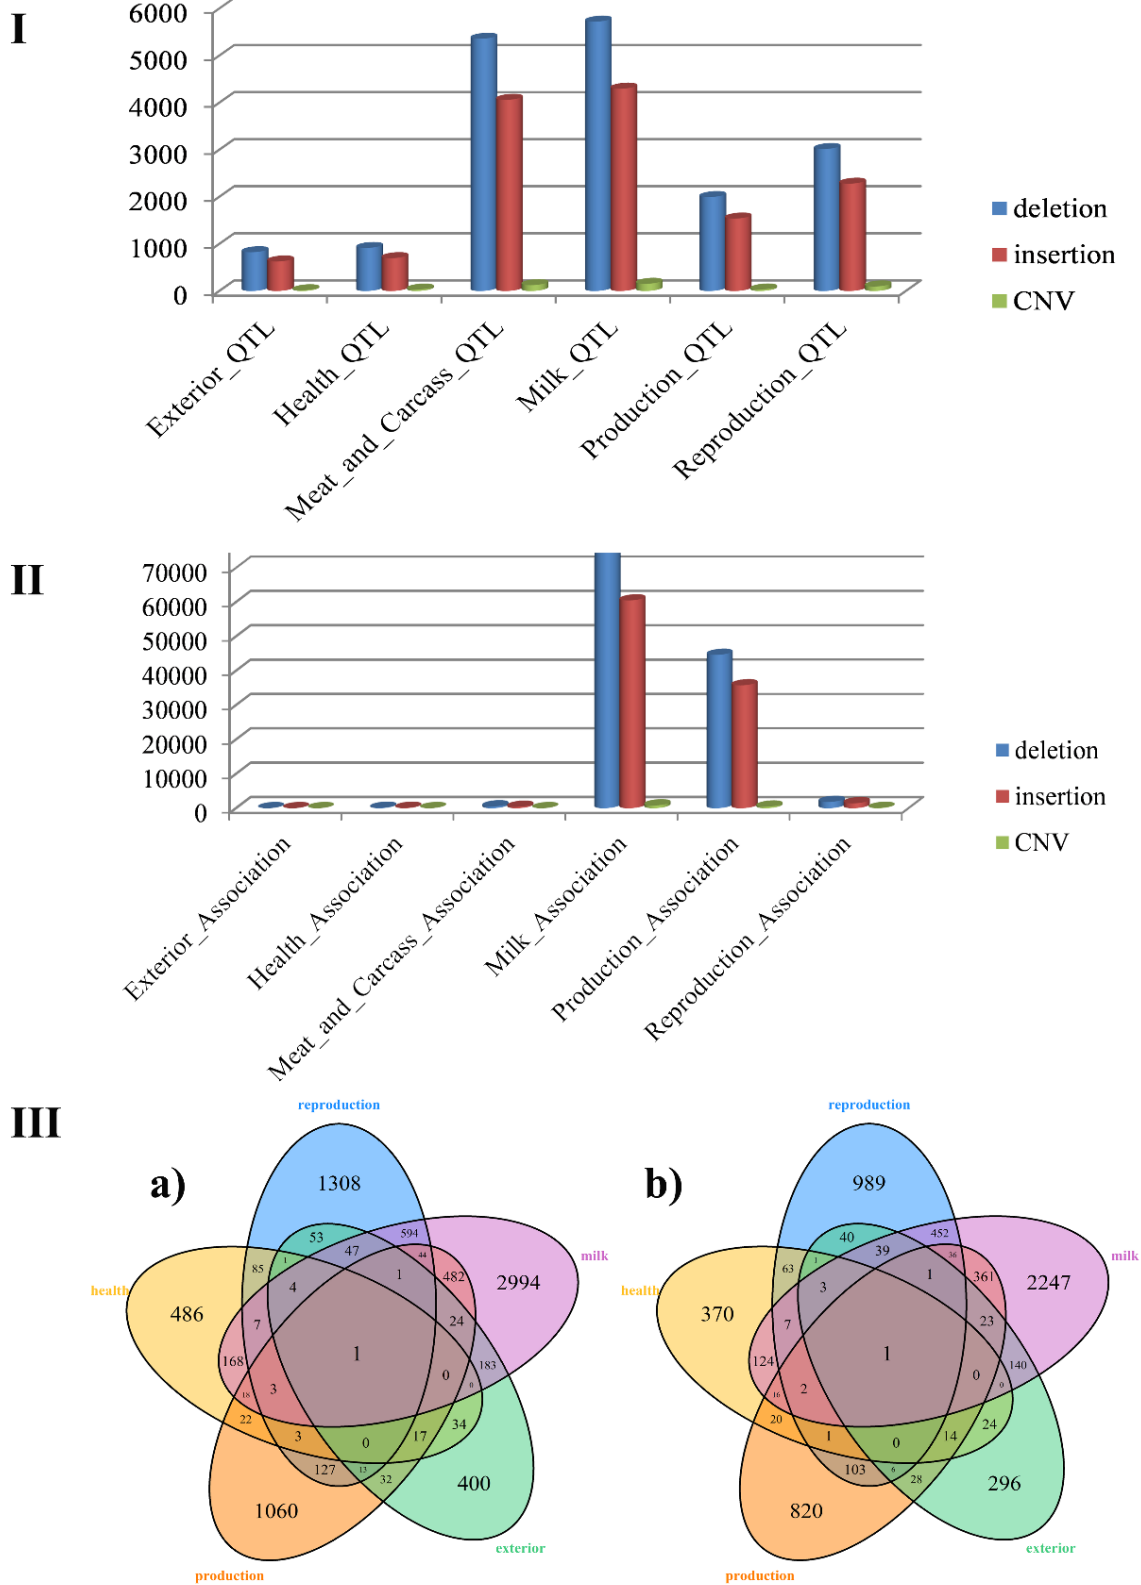 I
6000
5000
4000
3000
2000
1000
0
deletion
insertion
CNV
Exterior_QTL
Health_QTL
Meat_and_Carcass_QTL
Milk_QTL
Production_QTL
Reproduction_QTL
II
70000
60000
50000
40000
30000
20000
10000
0
deletion
insertion
CNV
Exterior_Association
Health_Association
Meat_and_Carcass_Association
Milk_Association
Production_Association
Reproduction_Association
III
a)
reproduction
1308
594
53
47
44
milk
85
1
4
1
482
2994
health
486
7
24
168
1
183
18
3
0
0
22
3
0
17
34
127
13
32
400
1060
exterior
production
b)
reproduction
989
452
40
39
36
milk
63
1
3
1
361
2247
health
370
7
23
124
1
140
16
2
0
0
20
1
0
14
24
103
6
28
296
820
exterior
production